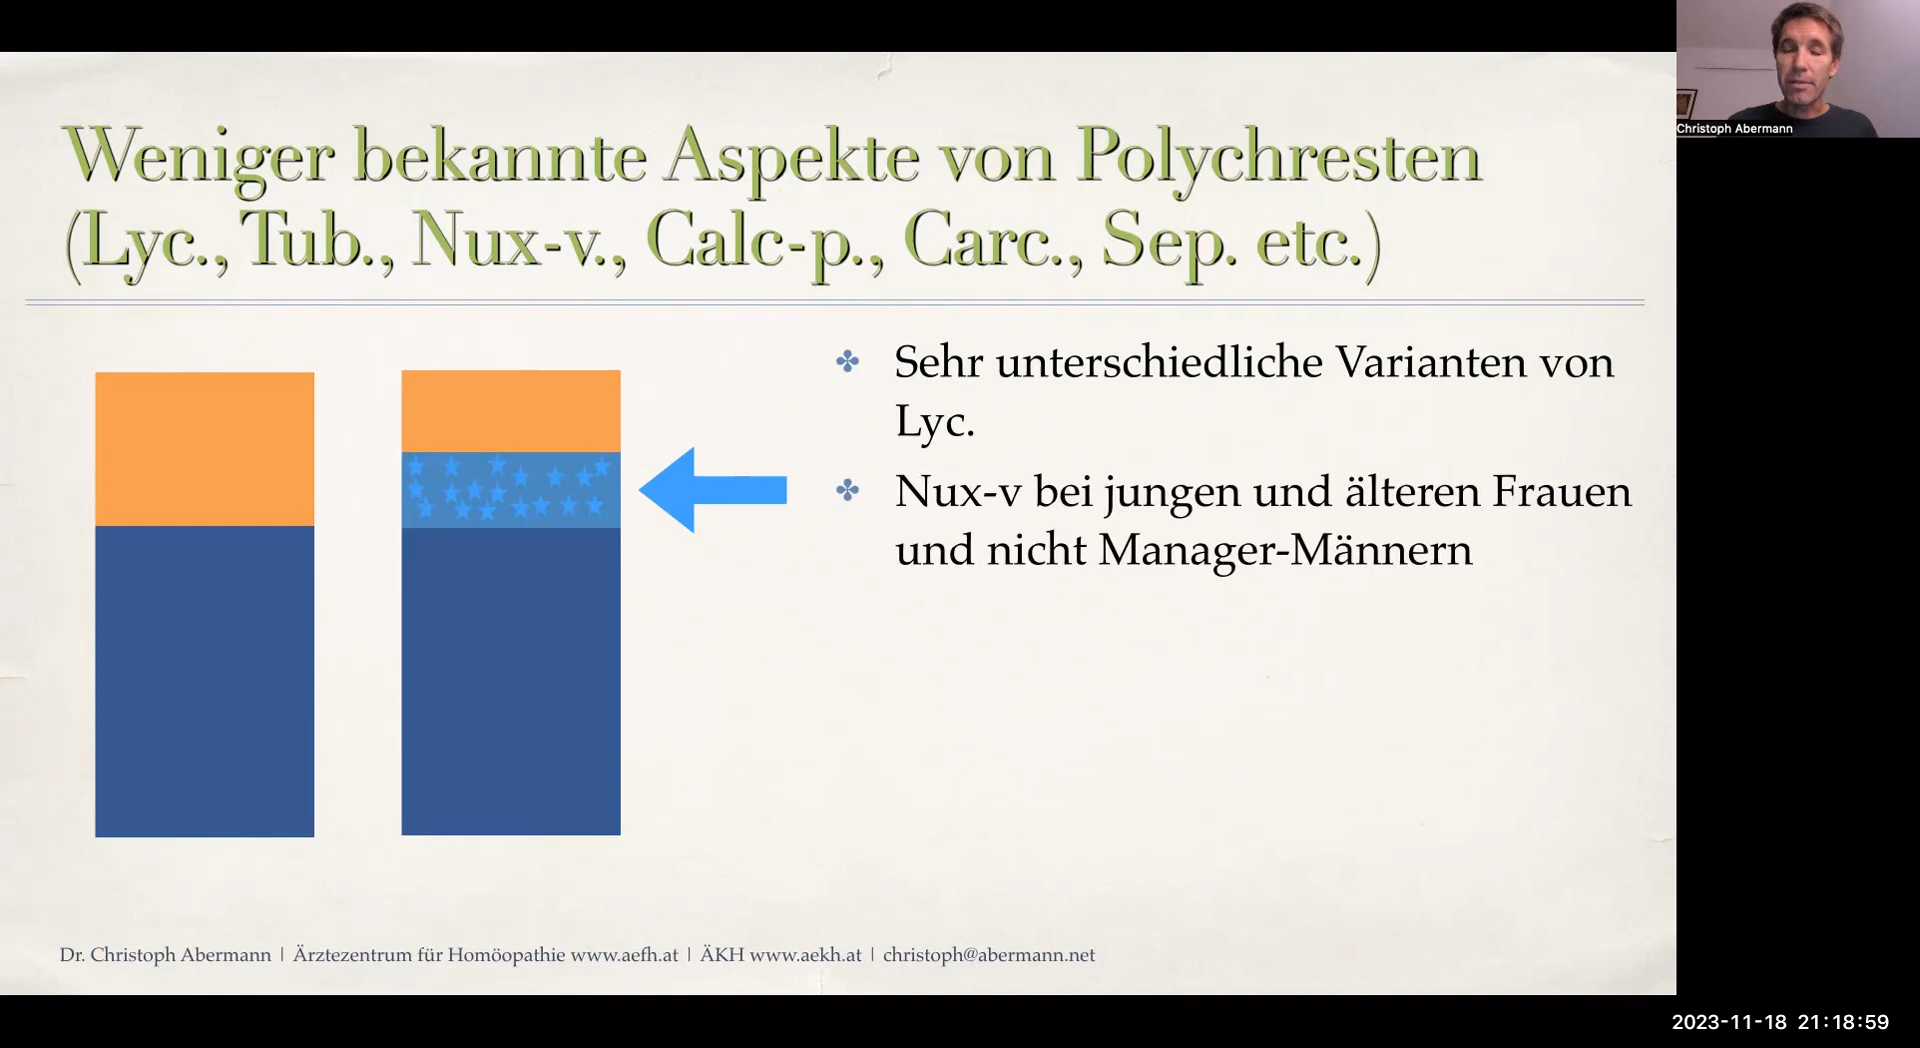 Weniger bekannte Aspekte von Polychresten
(Lyc., Tub., Nux-v., Calc-p., Carc., Sep. etc.)
Sehr unterschiedliche Varianten von
Lyc.
Nux-v bei jungen und älteren Frauen
und nicht Manager-Männern
Dr. Christoph Abermann | Ärztezentrum für Homöopathie www.aefh.at | ÄKH www.aekh.at | christoph@abermann.net
Christoph Abermann
2023-11-18 21:18:59